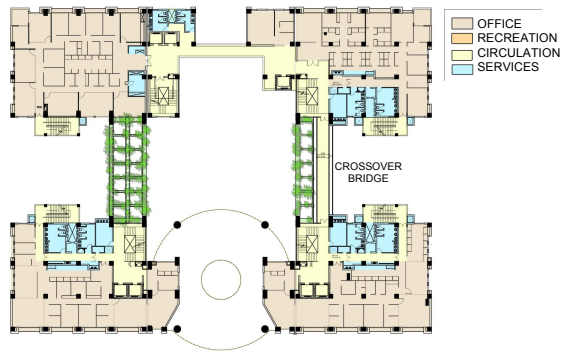 OFFICE
RECREATION
CIRCULATION
SERVICES
CROSSOVER
BRIDGE